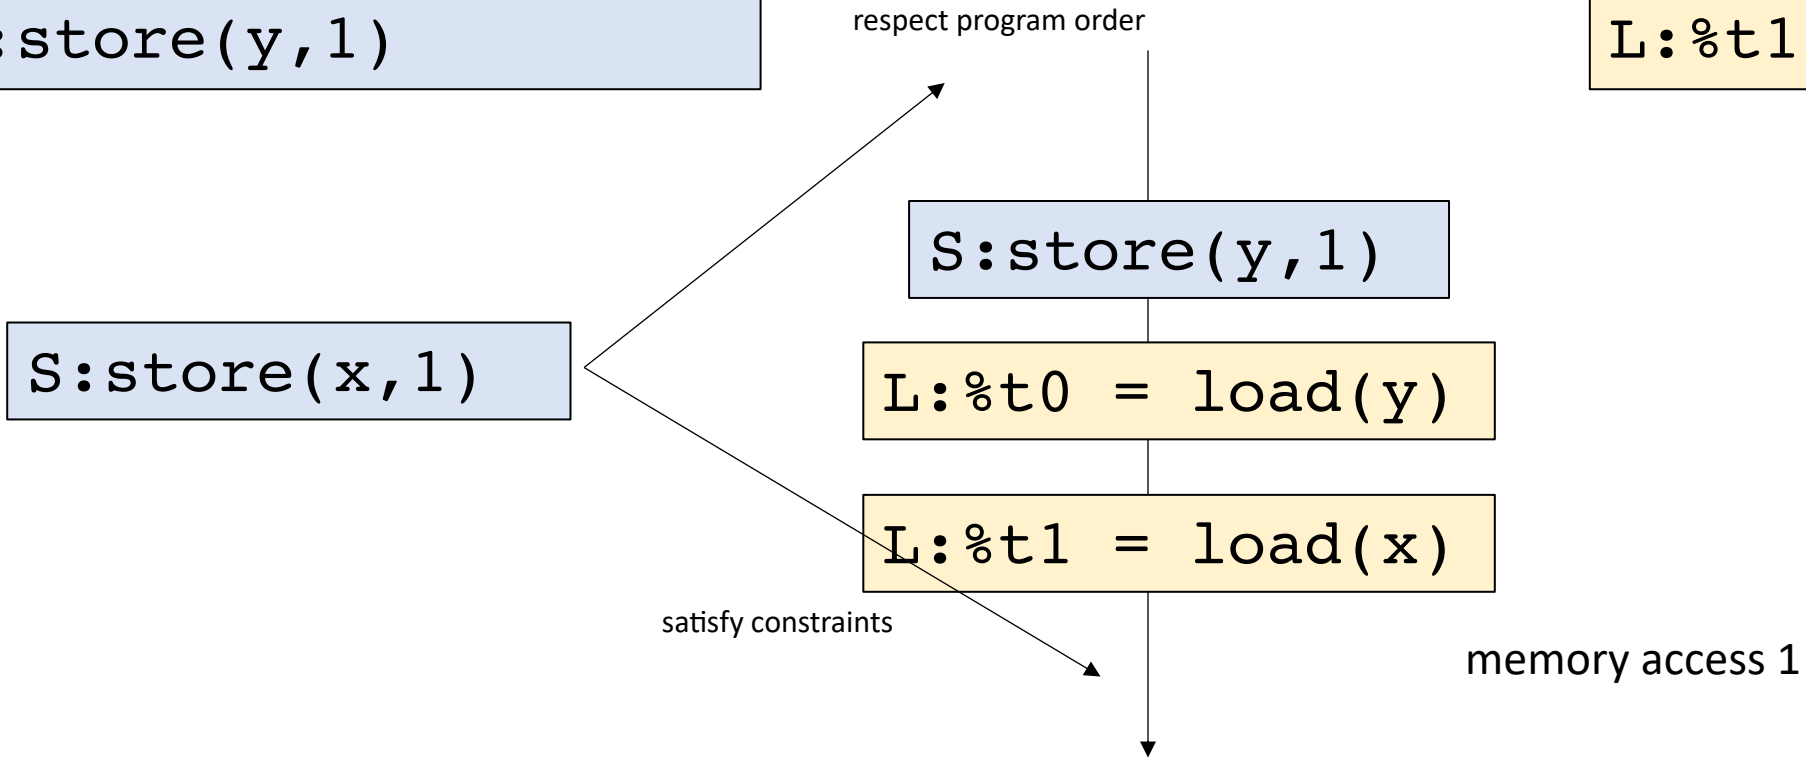 respect program order
:store(y,1)
L:%t1
S:store(y,1)
S:store(x,1)
L:%t0 = load(y)
L:%t1 = load(x)
satisfy constraints
memory access 1